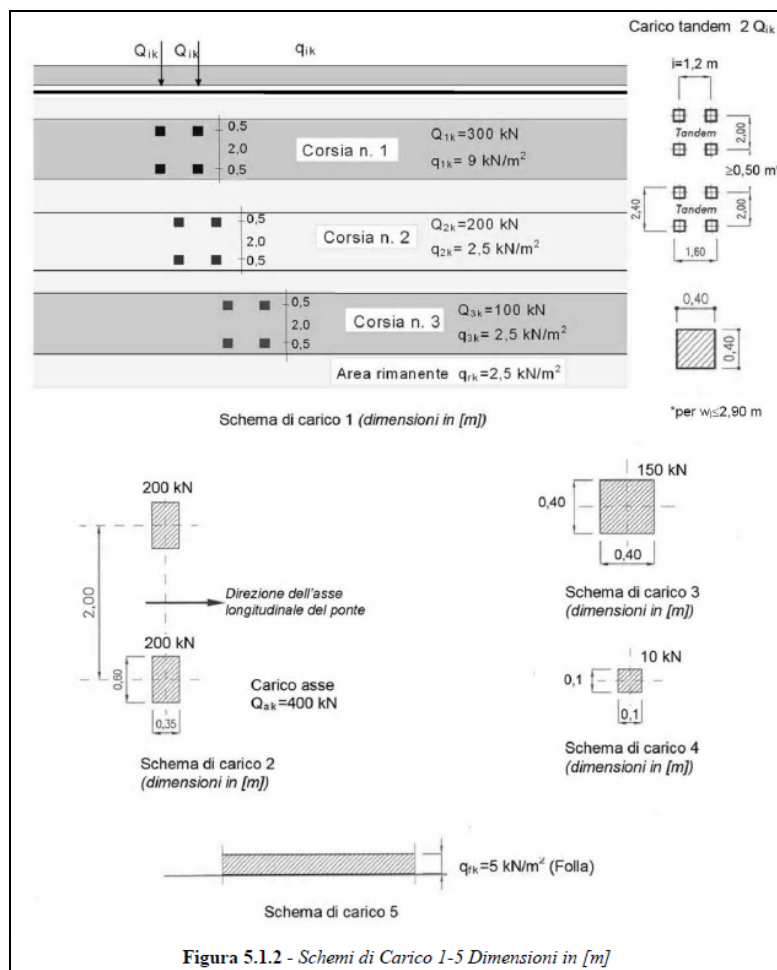 Carico tandem 2 Qik
Qik Qik qik
i=1,2 m
0,5
2,0
0,5
Corsia n. 1
Q1k=300 kN
q1k= 9 kN/m²
Tandem
2,00
≥0,50 m*
Tandem
2,40
2,00
1,60
0,5
2,0
0,5
Corsia n. 2
Q2k=200 kN
q2k= 2,5 kN/m²
0,5
2,0
0,5
Corsia n. 3
Q3k=100 kN
q3k= 2,5 kN/m²
0,40
0,40
Area rimanente qrk=2,5 kN/m²
*per wl≤2,90 m
Schema di carico 1 (dimensioni in [m])
200 kN
2,00
Direzione dell'asse
longitudinale del ponte
200 kN
0,60
0,35
Carico asse
Qak=400 kN
Schema di carico 2
(dimensioni in [m])
150 kN
0,40
0,40
Schema di carico 3
(dimensioni in [m])
10 kN
0,1
0,1
Schema di carico 4
(dimensioni in [m])
qfk=5 kN/m² (Folla)
Schema di carico 5
Figura 5.1.2 - Schemi di Carico 1-5 Dimensioni in [m]